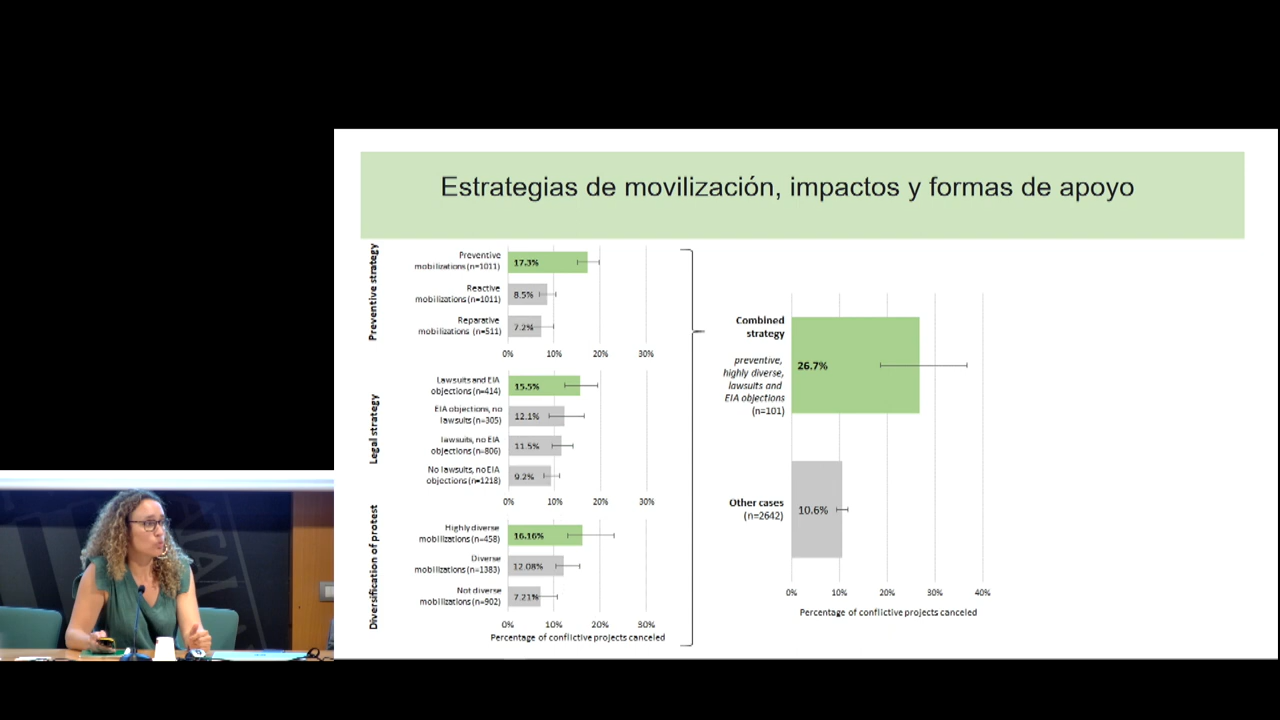 Estrategias de movilización, impactos y formas de apoyo
Preventive strategy
Preventive
mobilizations (n=1011)
17.3%
Reactive
mobilizations (n=1011)
8.5%
Reparative
mobilizations (n=511)
7.2%
0% 10% 20% 30%
Legal strategy
Lawsuits and EIA
objections (n=414)
15.5%
EIA objections, no
lawsuits (n=305)
12.1%
lawsuits, no EIA
objections (n=806)
11.5%
No lawsuits, no EIA
objections (n=1218)
9.2%
0% 10% 20% 30%
Diversification of protest
Highly diverse
mobilizations (n=458)
16.16%
Diverse
mobilizations (n=1383)
12.08%
Not diverse
mobilizations (n=902)
7.21%
0% 10% 20% 30%
Percentage of conflictive projects canceled
Combined
strategy
preventive,
highly diverse,
lawsuits and
EIA objections
(n=101)
26.7%
Other cases
(n=2642)
10.6%
0% 10% 20% 30% 40%
Percentage of conflictive projects canceled